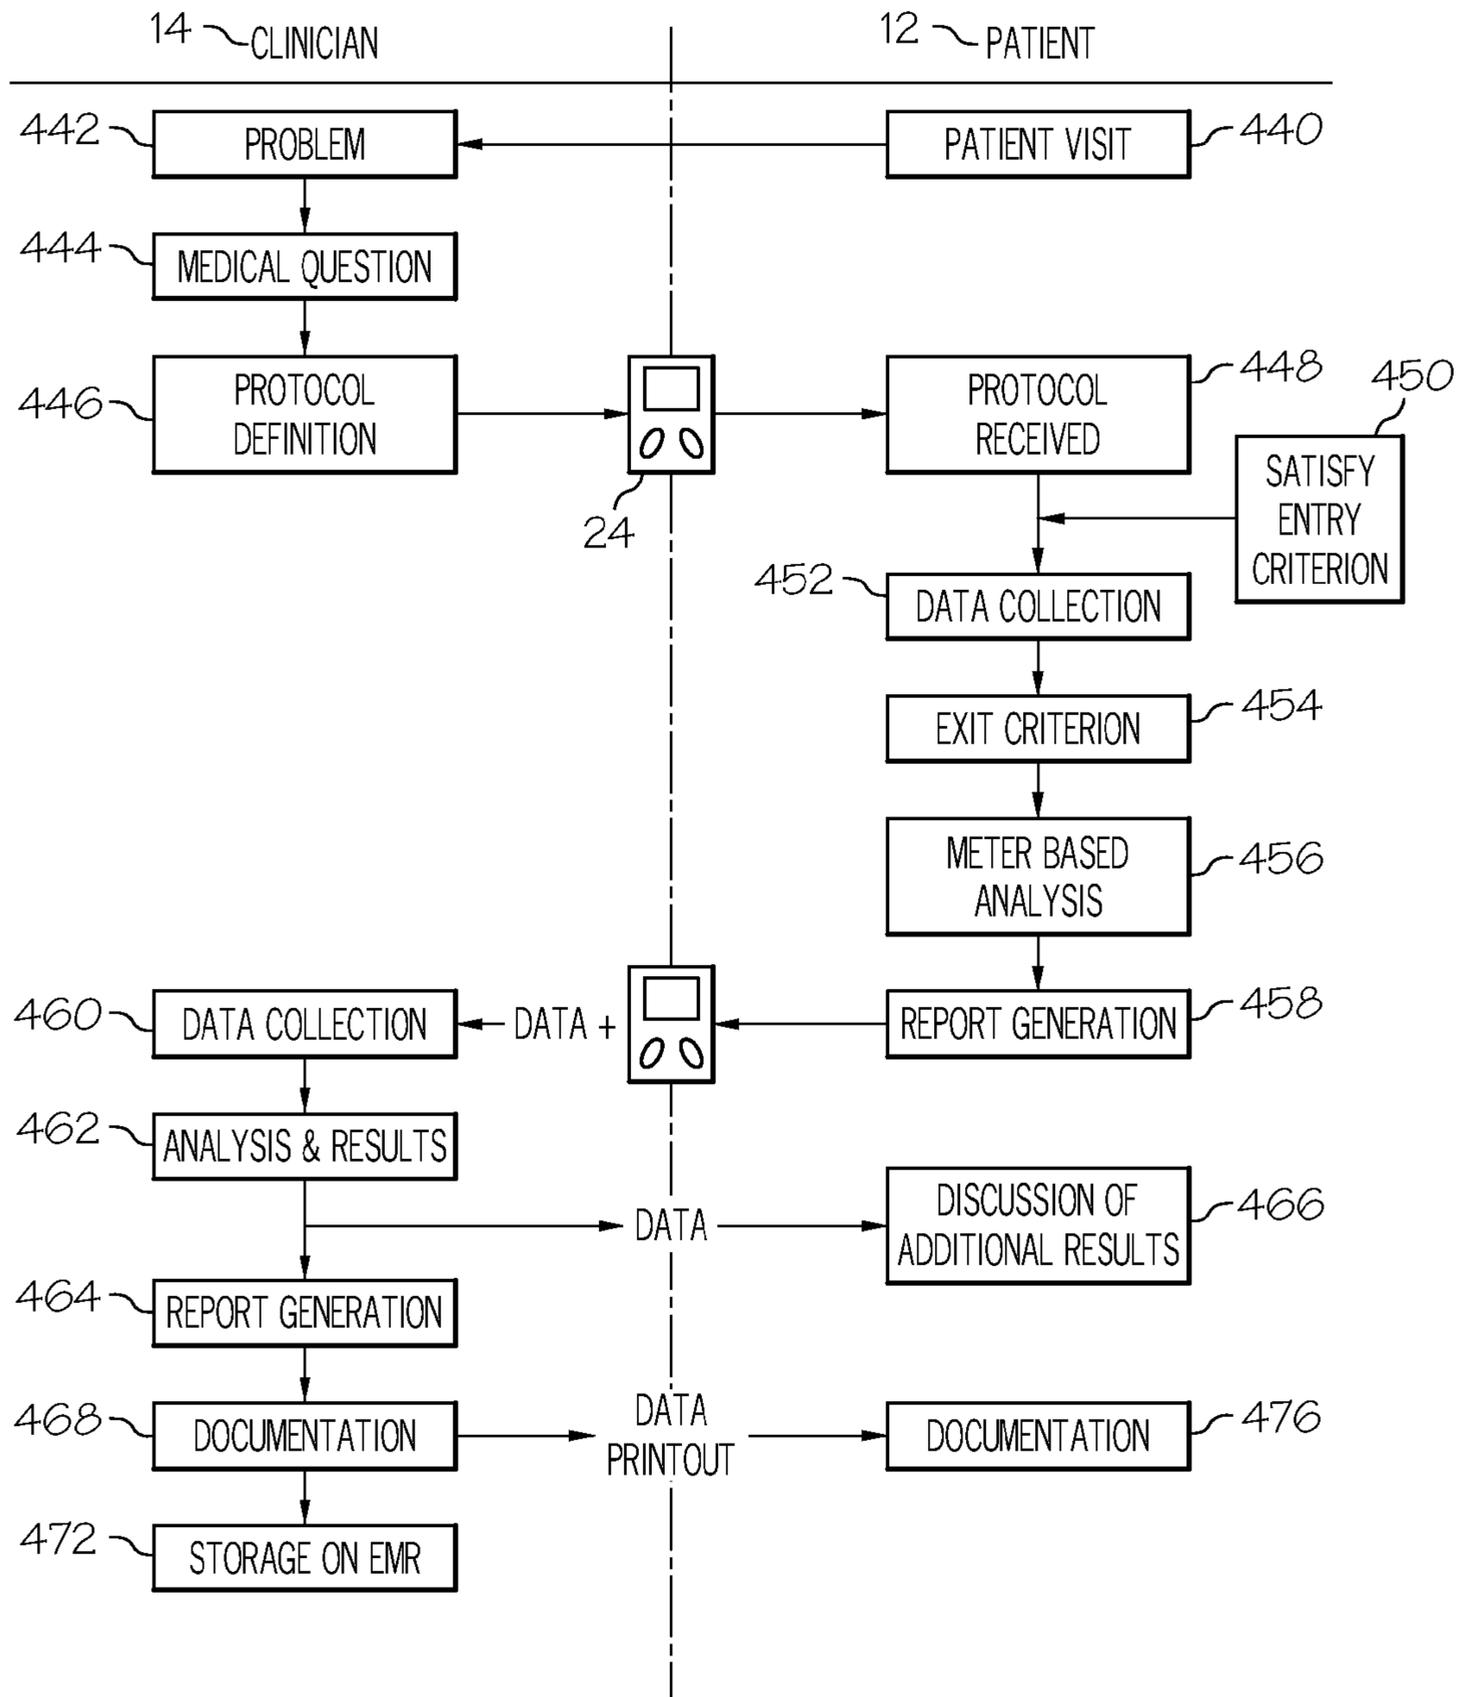 14 CLINICIAN
12 PATIENT
442 PROBLEM
PATIENT VISIT 440
444 MEDICAL QUESTION
446
PROTOCOL
DEFINITION
24
PROTOCOL
RECEIVED
448
450
SATISFY
ENTRY
CRITERION
452 DATA COLLECTION
EXIT CRITERION 454
METER BASED
ANALYSIS
456
REPORT GENERATION 458
460 DATA COLLECTION
DATA +
462 ANALYSIS & RESULTS
DATA
DISCUSSION OF
ADDITIONAL RESULTS
466
464 REPORT GENERATION
468 DOCUMENTATION
DATA
PRINTOUT
DOCUMENTATION 476
472 STORAGE ON EMR